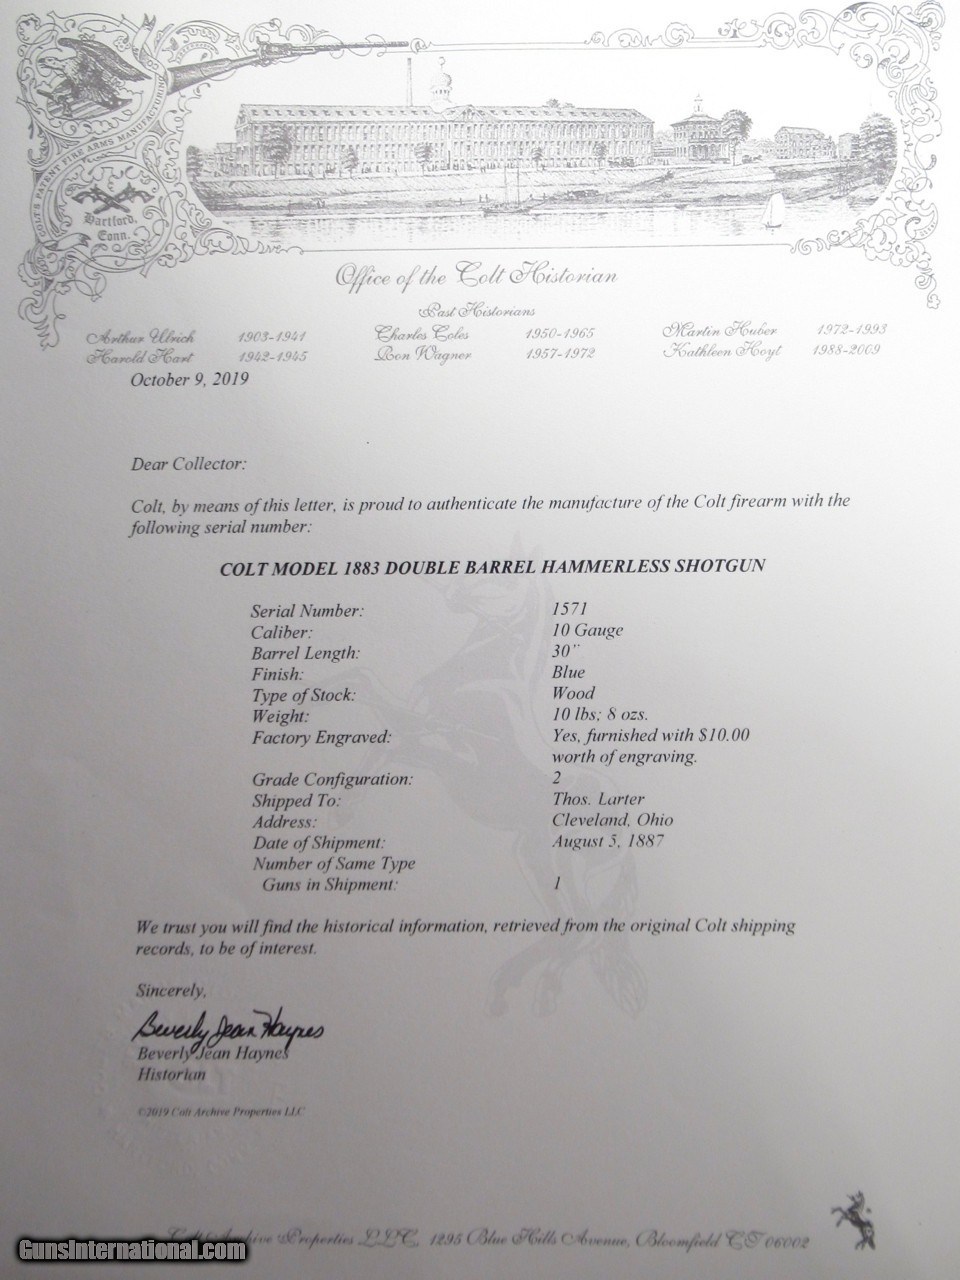 COLT'S PATENT FIRE ARMS MANUFACTURING
Hartford,
Conn.
Office of the Colt Historian
Past Historians
Arthur Ulrich 1903-1941 Charles Coles 1950-1965 Martin Huber 1972-1993
Harold Hart 1942-1945 Ron Wagner 1957-1972 Kathleen Hoyt 1988-2009
October 9, 2019
Dear Collector:
Colt, by means of this letter, is proud to authenticate the manufacture of the Colt firearm with the
following serial number:
COLT MODEL 1883 DOUBLE BARREL HAMMERLESS SHOTGUN
Serial Number: 1571
Caliber: 10 Gauge
Barrel Length: 30"
Finish: Blue
Type of Stock: Wood
Weight: 10 lbs; 8 ozs.
Factory Engraved: Yes, furnished with $10.00
worth of engraving.
Grade Configuration: 2
Shipped To: Thos. Larter
Address: Cleveland, Ohio
Date of Shipment: August 5, 1887
Number of Same Type
Guns in Shipment: 1
We trust you will find the historical information, retrieved from the original Colt shipping
records, to be of interest.
Sincerely,
Beverly Jean Haynes
Beverly Jean Haynes
Historian
©2019 Colt Archive Properties LLC
Colt Archive Properties LLC, 1295 Blue Hills Avenue, Bloomfield CT 06002
GunsInternational.com